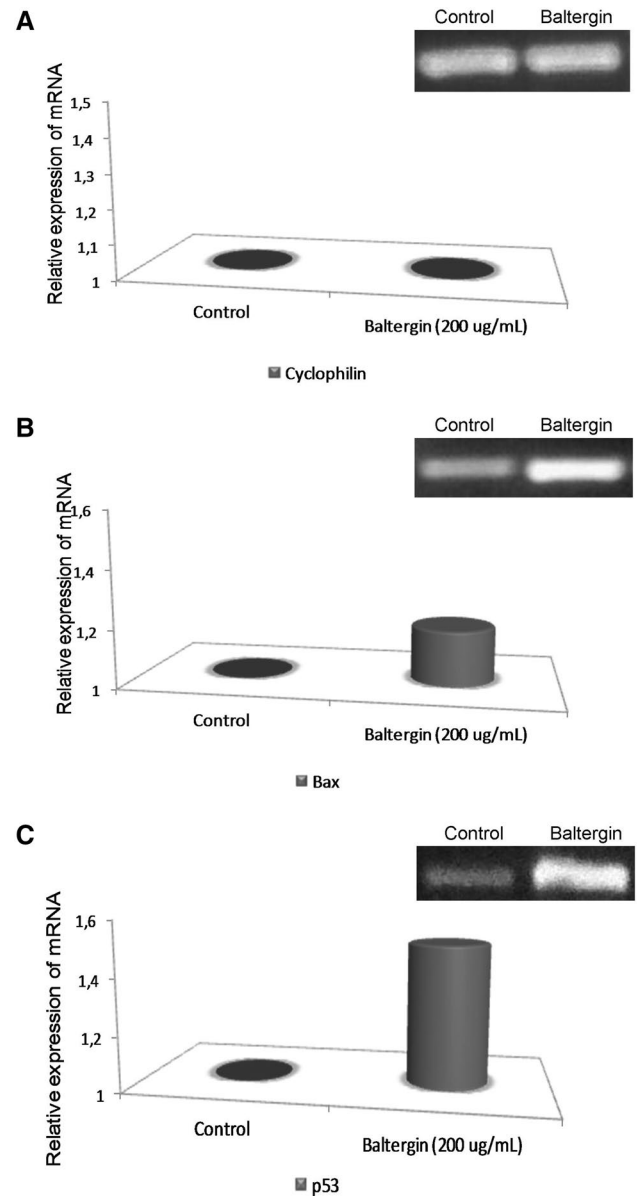 A
Control Baltergin
Relative expression of mRNA
1,5
1,4
1,3
1,2
1,1
1
Control
Baltergin (200 ug/mL)
Cyclophilin
B
Control Baltergin
Relative expression of mRNA
1,6
1,4
1,2
1
Control
Baltergin (200 ug/mL)
Bax
C
Control Baltergin
Relative expression of mRNA
1,6
1,4
1,2
1
Control
Baltergin (200 ug/mL)
p53